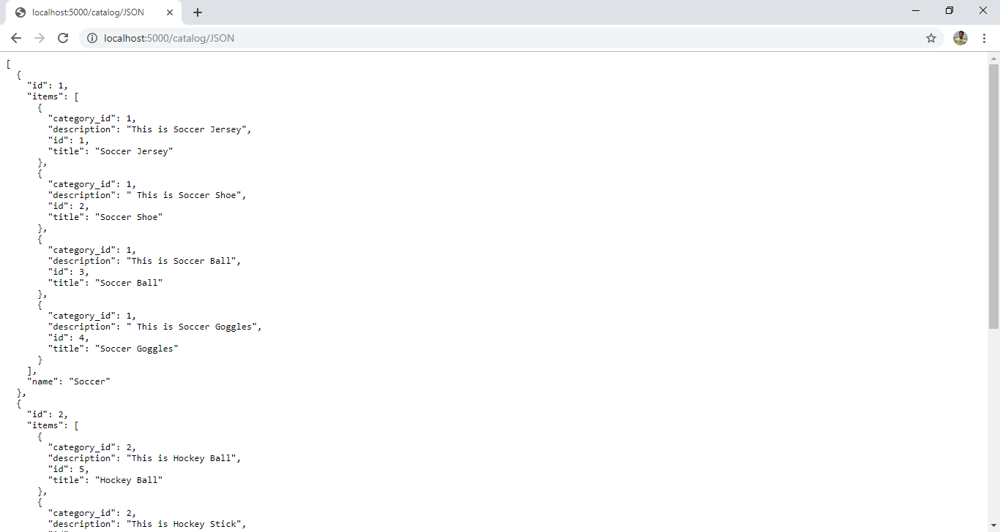 localhost:5000/catalog/JSON
localhost:5000/catalog/JSON
[
  {
    "id": 1,
    "items": [
      {
        "category_id": 1,
        "description": "This is Soccer Jersey",
        "id": 1,
        "title": "Soccer Jersey"
      },
      {
        "category_id": 1,
        "description": " This is Soccer Shoe",
        "id": 2,
        "title": "Soccer Shoe"
      },
      {
        "category_id": 1,
        "description": "This is Soccer Ball",
        "id": 3,
        "title": "Soccer Ball"
      },
      {
        "category_id": 1,
        "description": " This is Soccer Goggles",
        "id": 4,
        "title": "Soccer Goggles"
      }
    ],
    "name": "Soccer"
  },
  {
    "id": 2,
    "items": [
      {
        "category_id": 2,
        "description": "This is Hockey Ball",
        "id": 5,
        "title": "Hockey Ball"
      },
      {
        "category_id": 2,
        "description": "This is Hockey Stick",